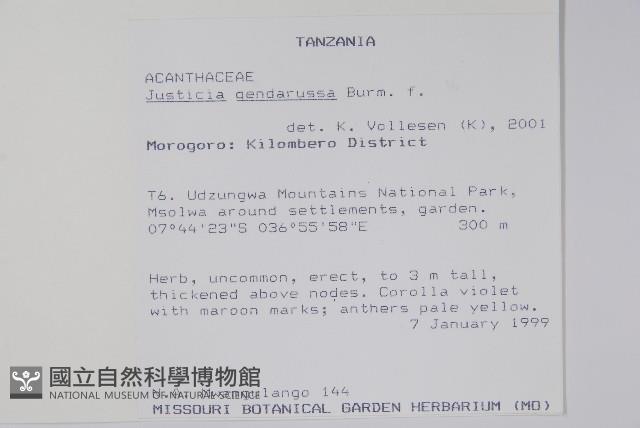 TANZANIA
ACANTHACEAE
Justicia gendarussa Burm. f.
det. K. Vollesen (K), 2001
Morogoro: Kilombero District
T6. Udzungwa Mountains National Park,
Msolwa around settlements, garden.
07°44'23"S 036°55'58"E 300 m
Herb, uncommon, erect, to 3 m tall,
thickened above nodes. Corolla violet
with maroon marks; anthers pale yellow.
7 January 1999
144
MISSOURI BOTANICAL GARDEN HERBARIUM (MO)
國立自然科學博物館
NATIONAL MUSEUM OF NATURAL SCIENCE